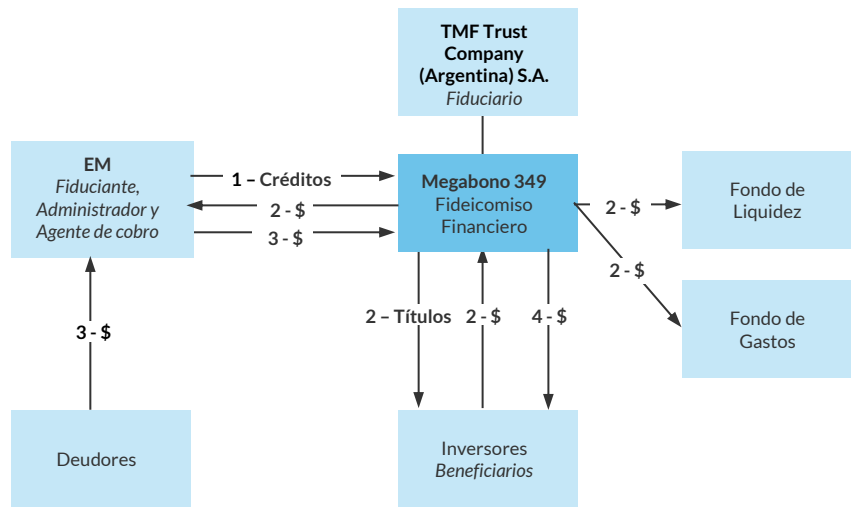 TMF Trust
Company
(Argentina) S.A.
Fiduciario
EM
Fiduciante,
Administrador y
Agente de cobro
1 – Créditos
2 - $
3 - $
Megabono 349
Fideicomiso
Financiero
2 - $
Fondo de
Liquidez
2 - $
Fondo de
Gastos
3 - $
2 – Títulos
2 - $
4 - $
Deudores
Inversores
Beneficiarios